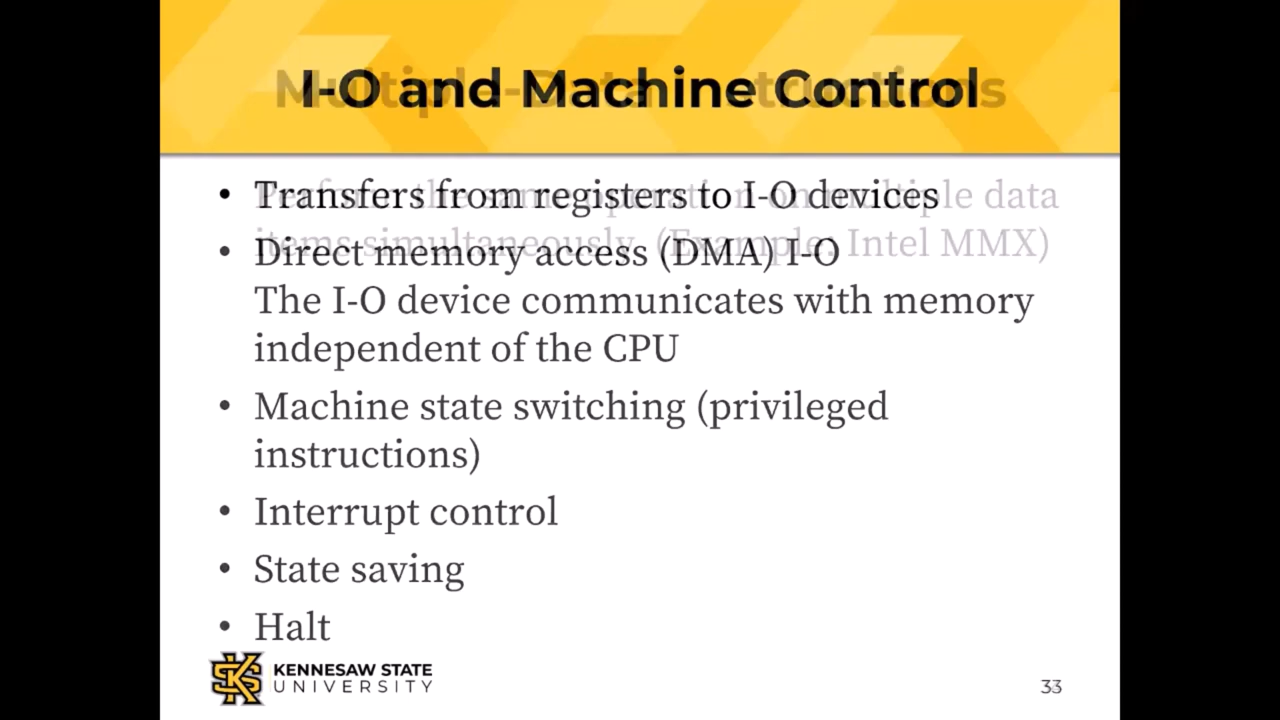 I-O and Machine Control
• Transfers from registers to I-O devices
• Direct memory access (DMA) I-O
The I-O device communicates with memory
independent of the CPU
• Machine state switching (privileged
instructions)
• Interrupt control
• State saving
• Halt
KENNESAW STATE
UNIVERSITY
33